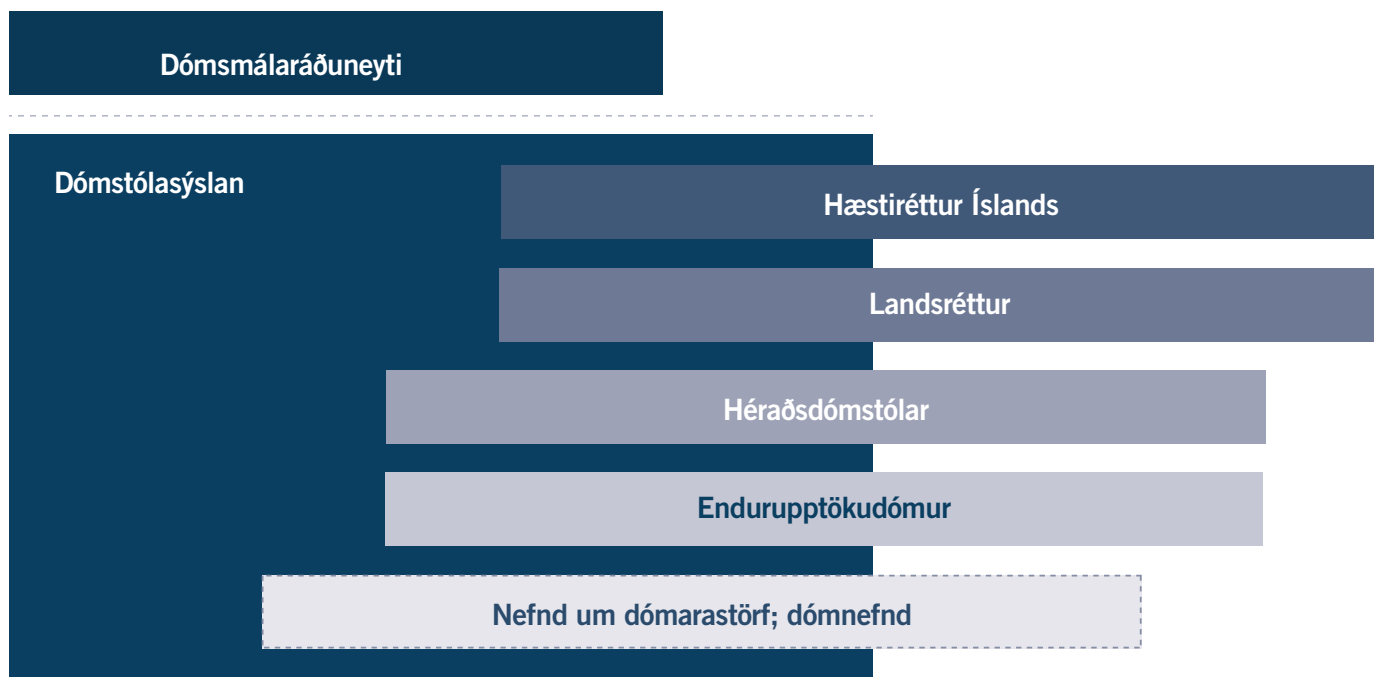 Dómsmálaráðuneyti
Dómstólasýslan
Hæstiréttur Íslands
Landsréttur
Héraðsdómstólar
Endurupptökudómur
Nefnd um dómarastörf; dómnefnd